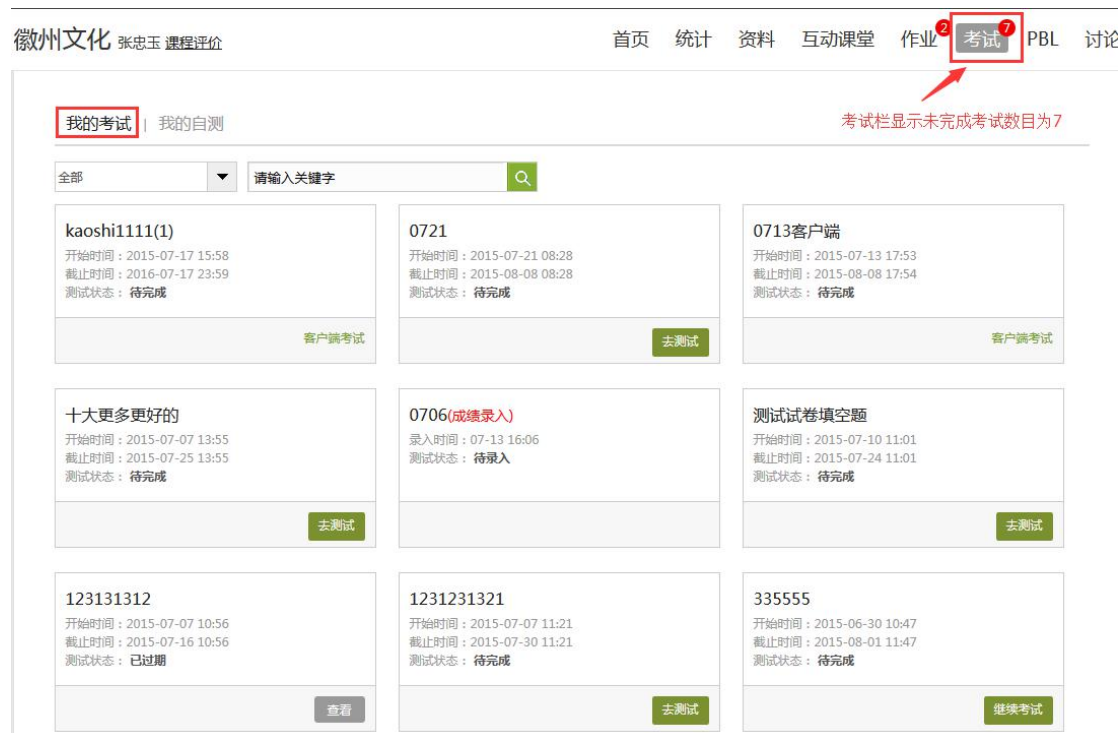 徽州文化 张忠玉 课程评价
首页 统计 资料 互动课堂 作业 2 考试 7 PBL 讨论
考试栏显示未完成考试数目为7
我的考试 | 我的自测
全部 请输入关键字
kaoshi1111(1)
开始时间：2015-07-17 15:58
截止时间：2016-07-17 23:59
测试状态： 待完成
客户端考试
0721
开始时间：2015-07-21 08:28
截止时间：2015-08-08 08:28
测试状态： 待完成
去测试
0713客户端
开始时间：2015-07-13 17:53
截止时间：2015-08-08 17:54
测试状态： 待完成
客户端考试
十大更多更好的
开始时间：2015-07-07 13:55
截止时间：2015-07-25 13:55
测试状态： 待完成
去测试
0706(成绩录入)
录入时间：07-13 16:06
测试状态： 待录入
测试试卷填空题
开始时间：2015-07-10 11:01
截止时间：2015-07-24 11:01
测试状态： 待完成
去测试
123131312
开始时间：2015-07-07 10:56
截止时间：2015-07-16 10:56
测试状态： 已过期
查看
1231231321
开始时间：2015-07-07 11:21
截止时间：2015-07-30 11:21
测试状态： 待完成
去测试
335555
开始时间：2015-06-30 10:47
截止时间：2015-08-01 11:47
测试状态： 待完成
继续考试